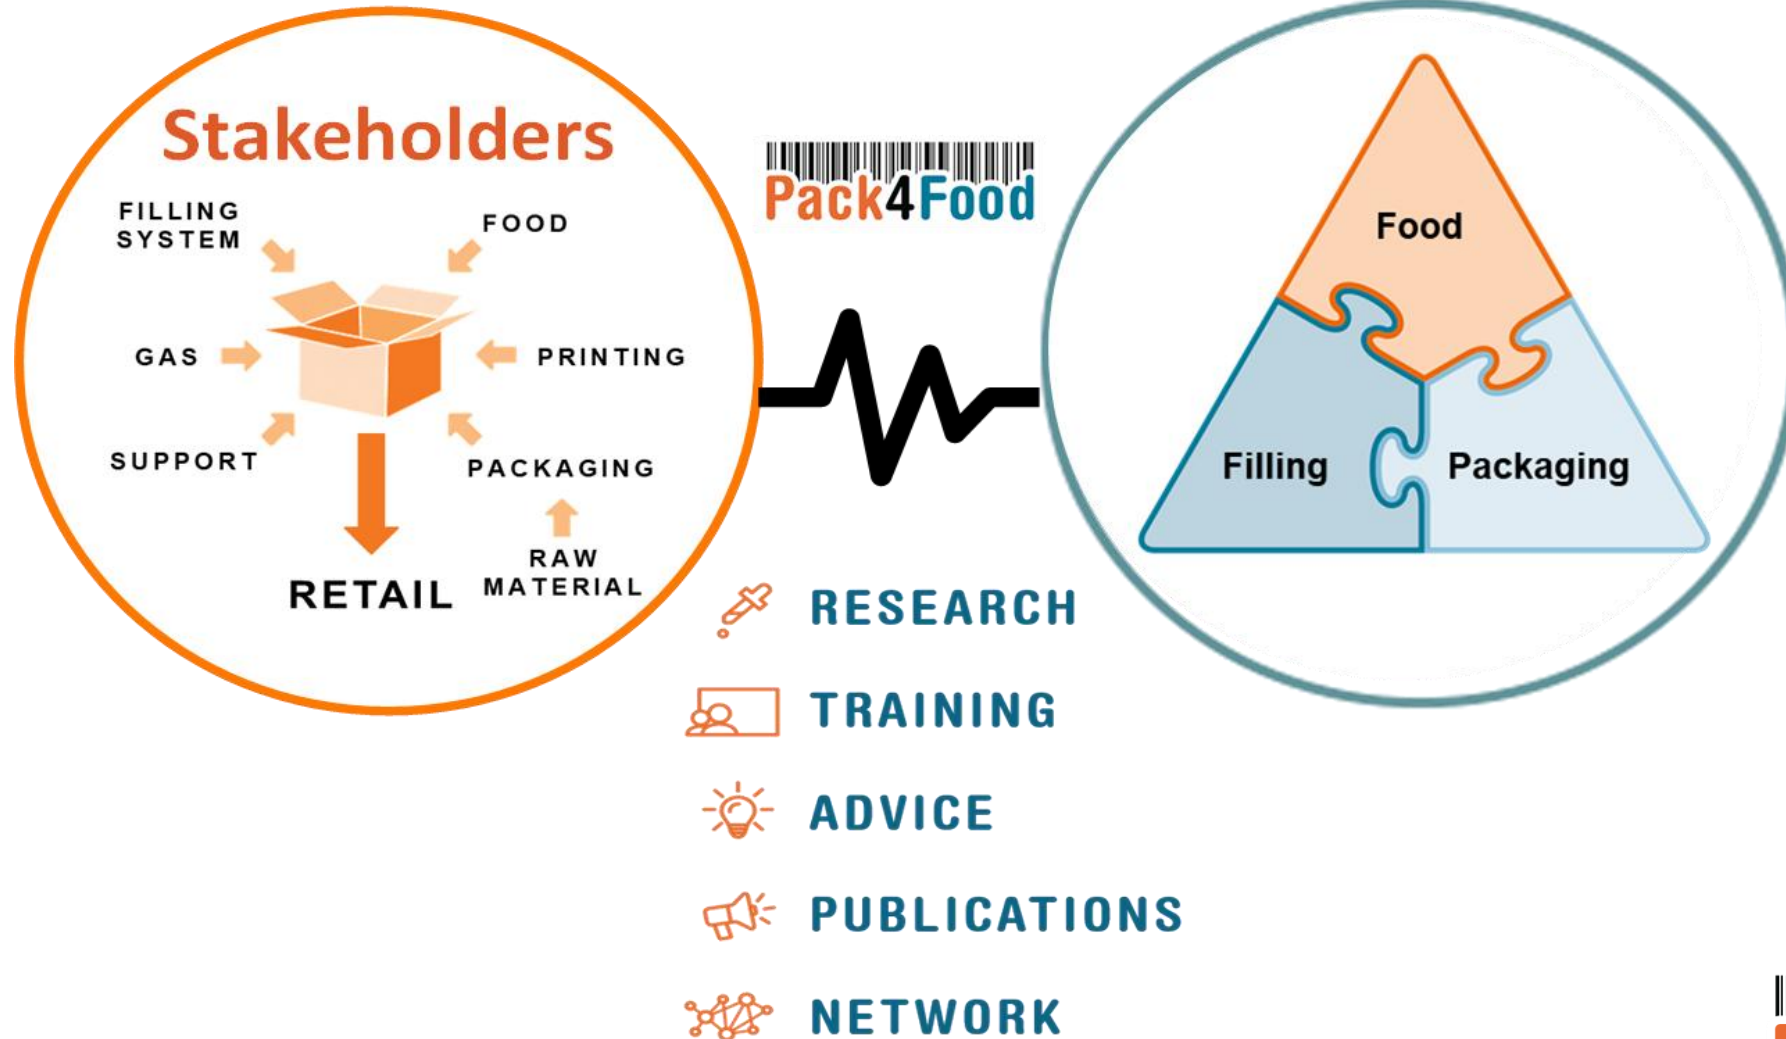 Stakeholders
FILLING
SYSTEM
FOOD
GAS
PRINTING
SUPPORT
PACKAGING
RAW
MATERIAL
RETAIL
Pack4Food
Food
Filling
Packaging
RESEARCH
TRAINING
ADVICE
PUBLICATIONS
NETWORK